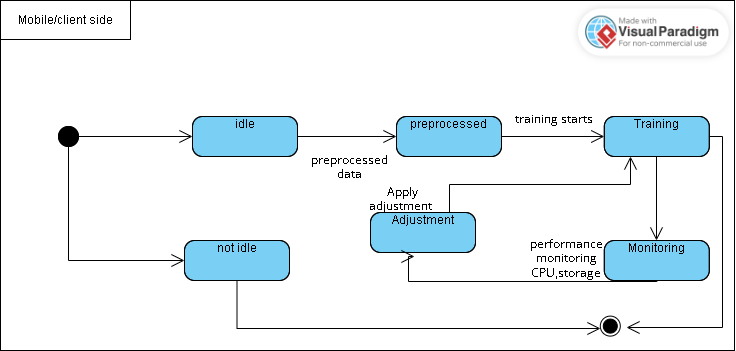 Mobile/client side
Made with
Visual Paradigm
For non-commercial use
idle
preprocessed
training starts
Training
preprocessed
data
Apply
adjustment
Adjustment
not idle
performance
monitoring
CPU,storage
Monitoring